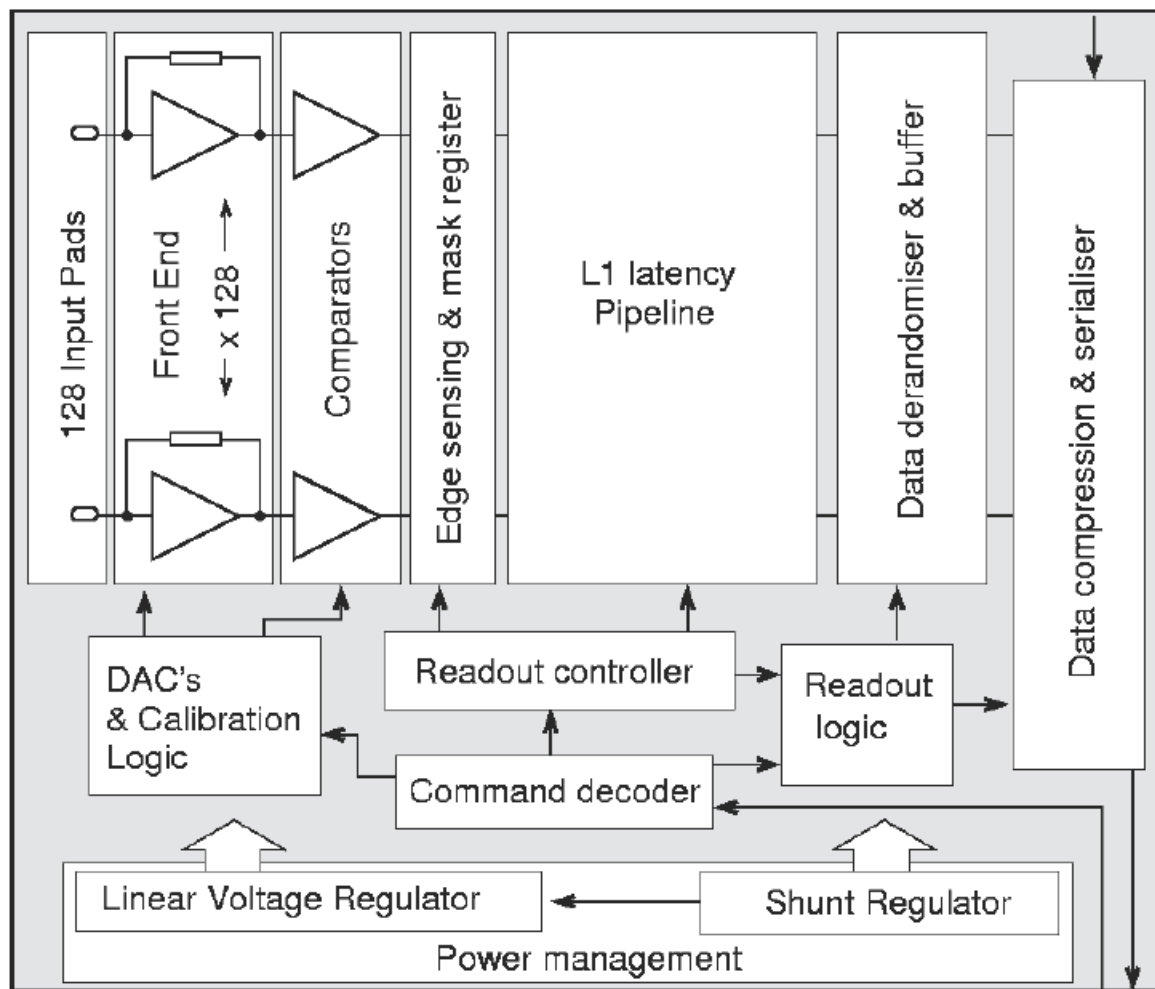 128 Input Pads
Front End
x 128
Comparators
Edge sensing & mask register
L1 latency
Pipeline
Data derandomiser & buffer
Data compression & serialiser
DAC's
& Calibration
Logic
Readout controller
Readout
logic
Command decoder
Linear Voltage Regulator
Shunt Regulator
Power management